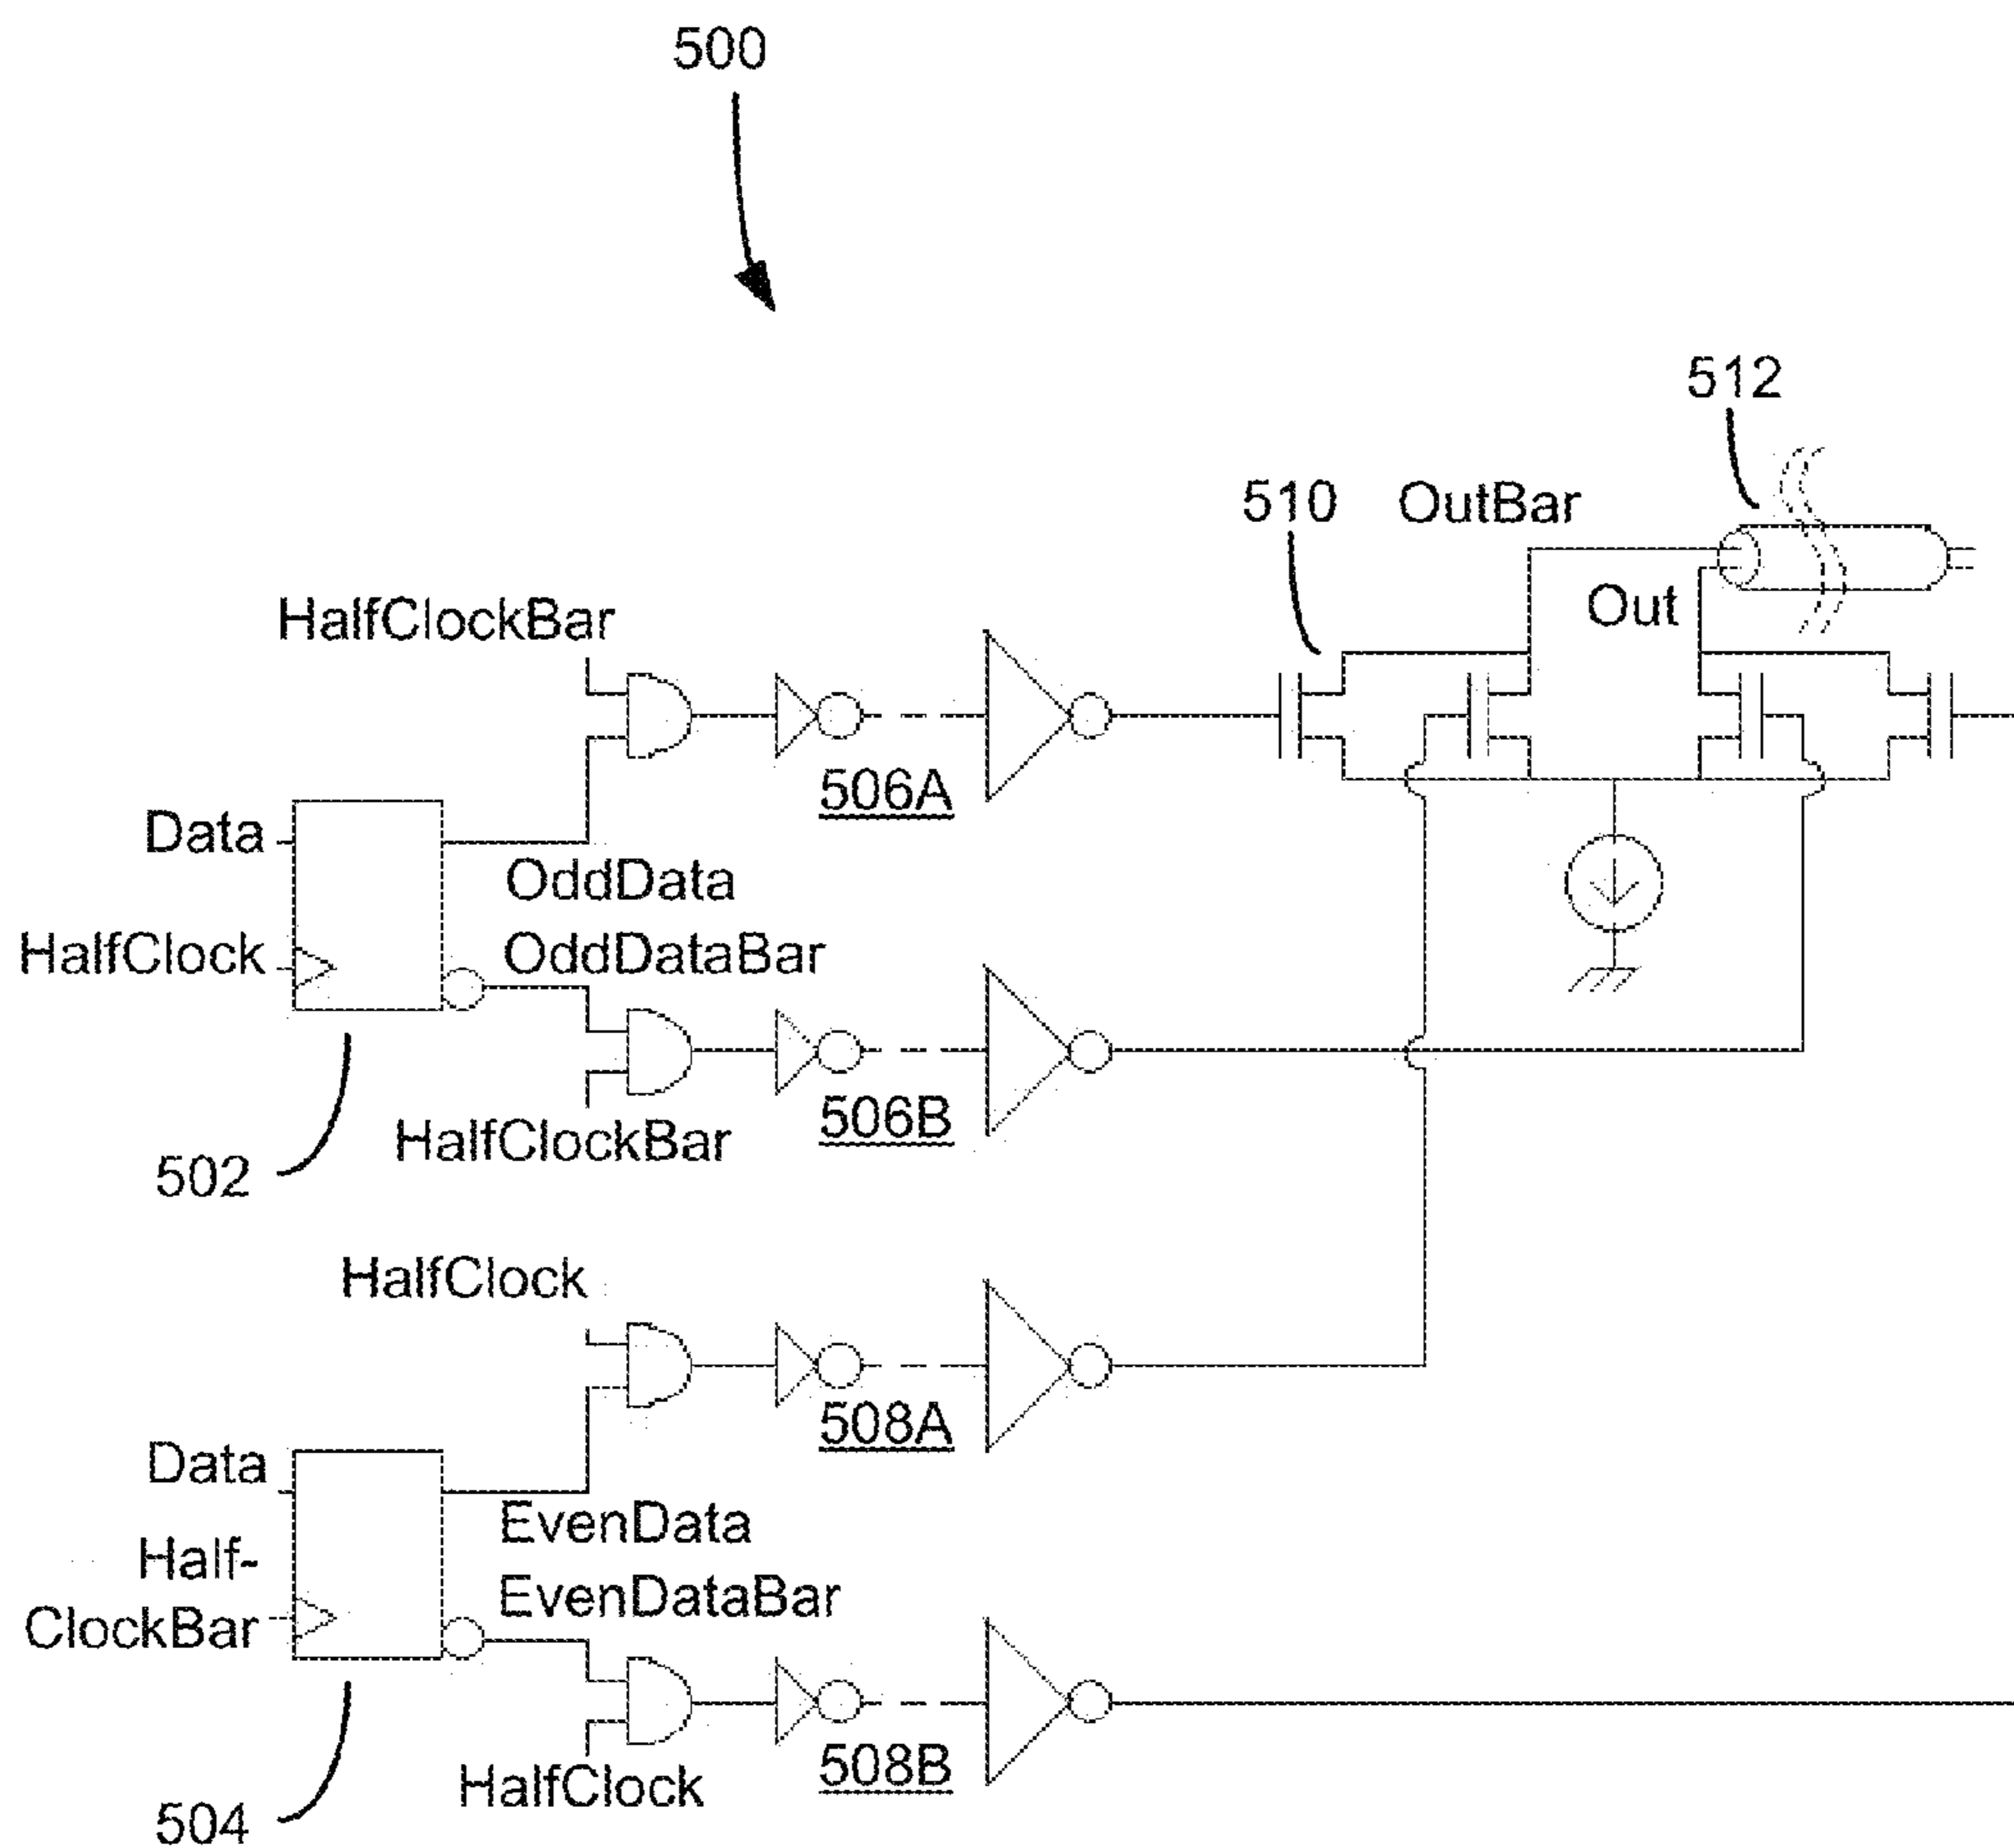 500
512
510
OutBar
Out
HalfClockBar
506A
Data
OddData
HalfClock
OddDataBar
506B
HalfClockBar
502
HalfClock
508A
Data
EvenData
Half-
ClockBar
EvenDataBar
508B
HalfClock
504